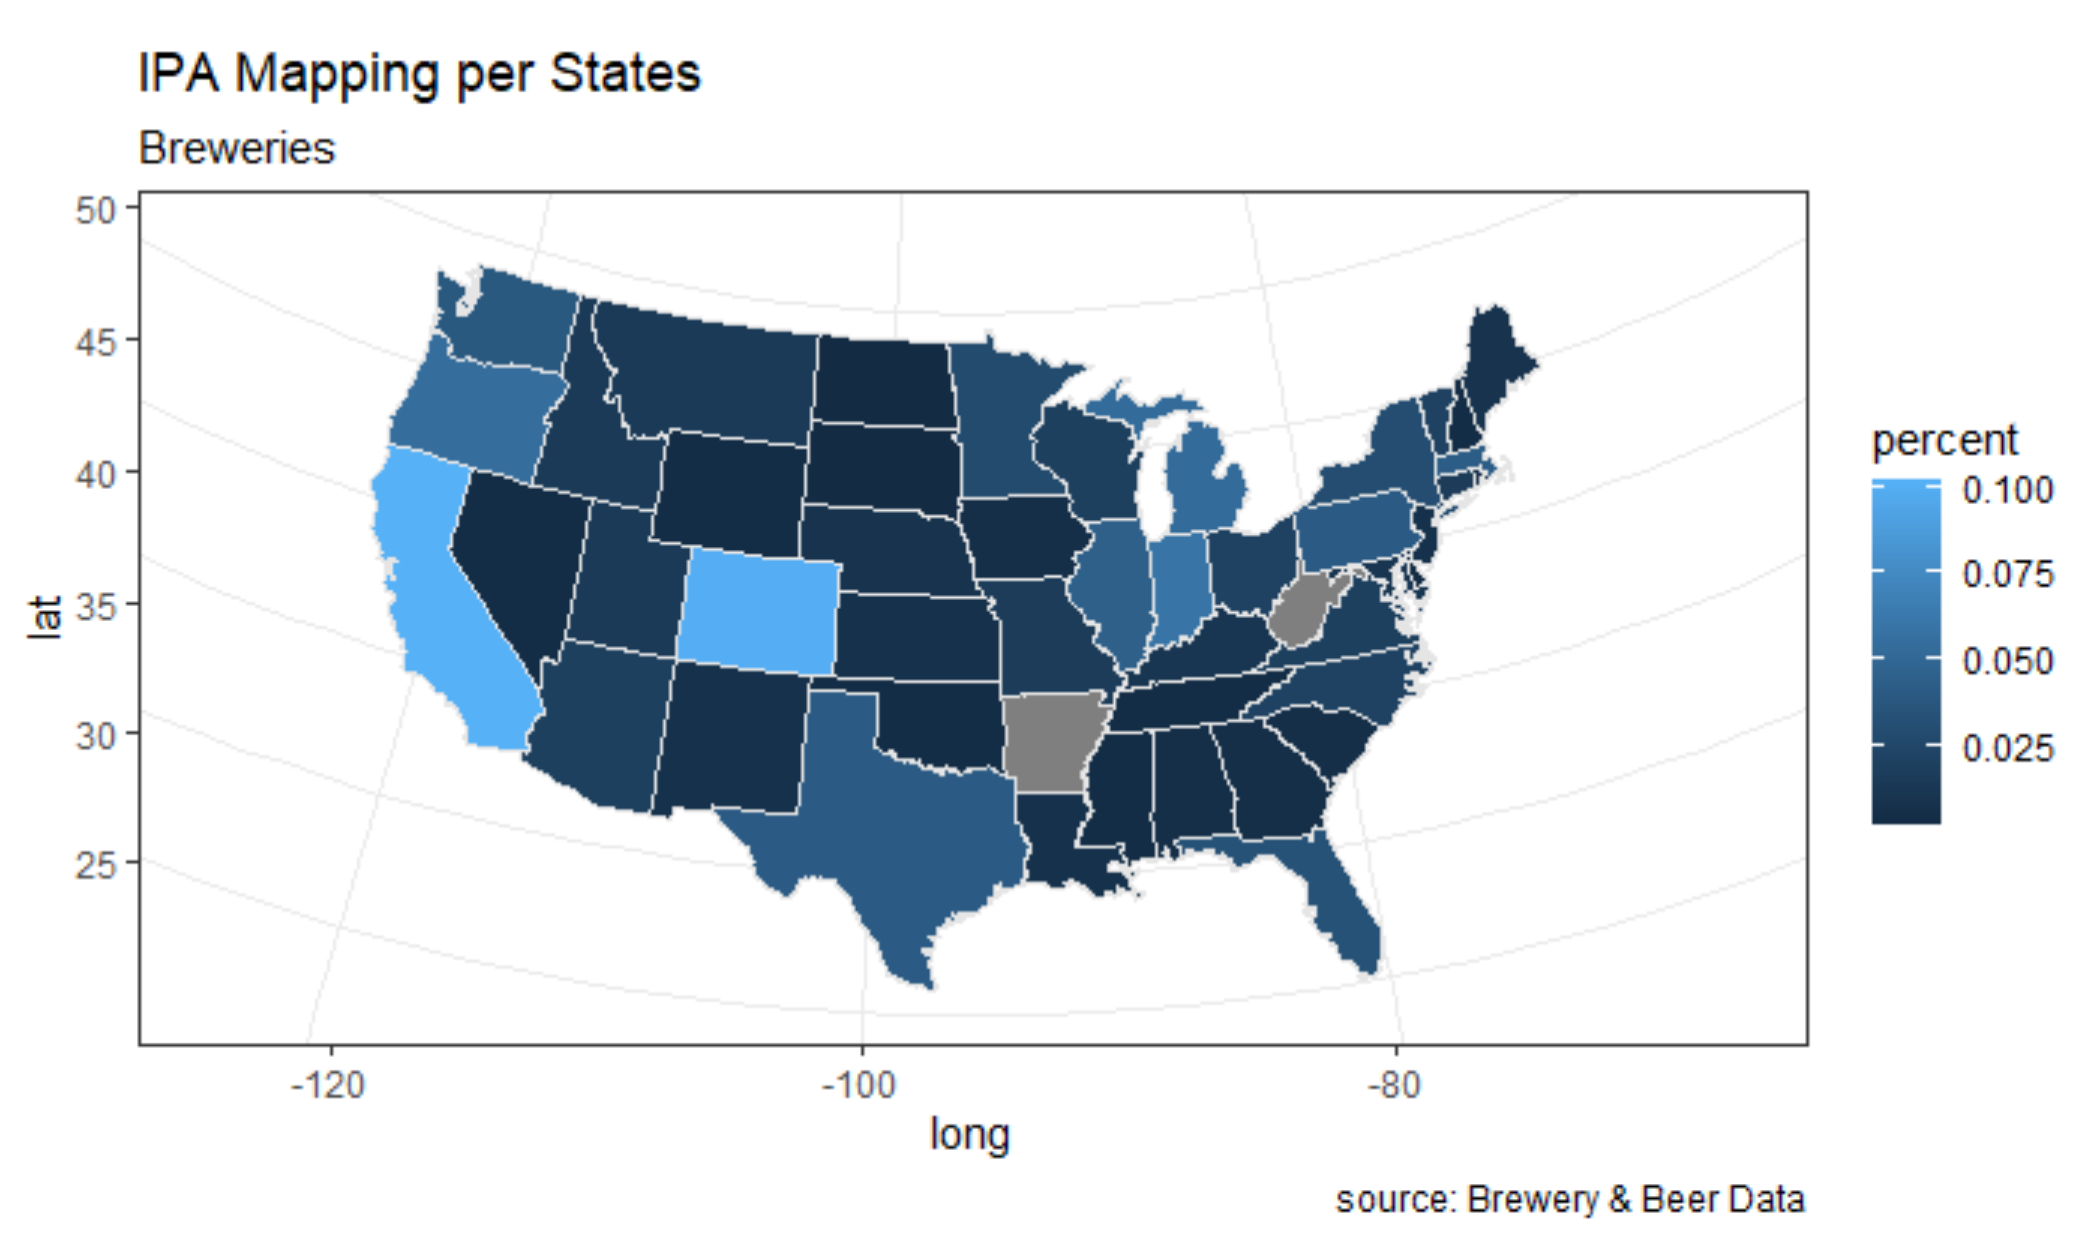 IPA Mapping per States
Breweries
50
45
40
35
30
25
lat
-120
-100
-80
long
percent
0.100
0.075
0.050
0.025
source: Brewery & Beer Data